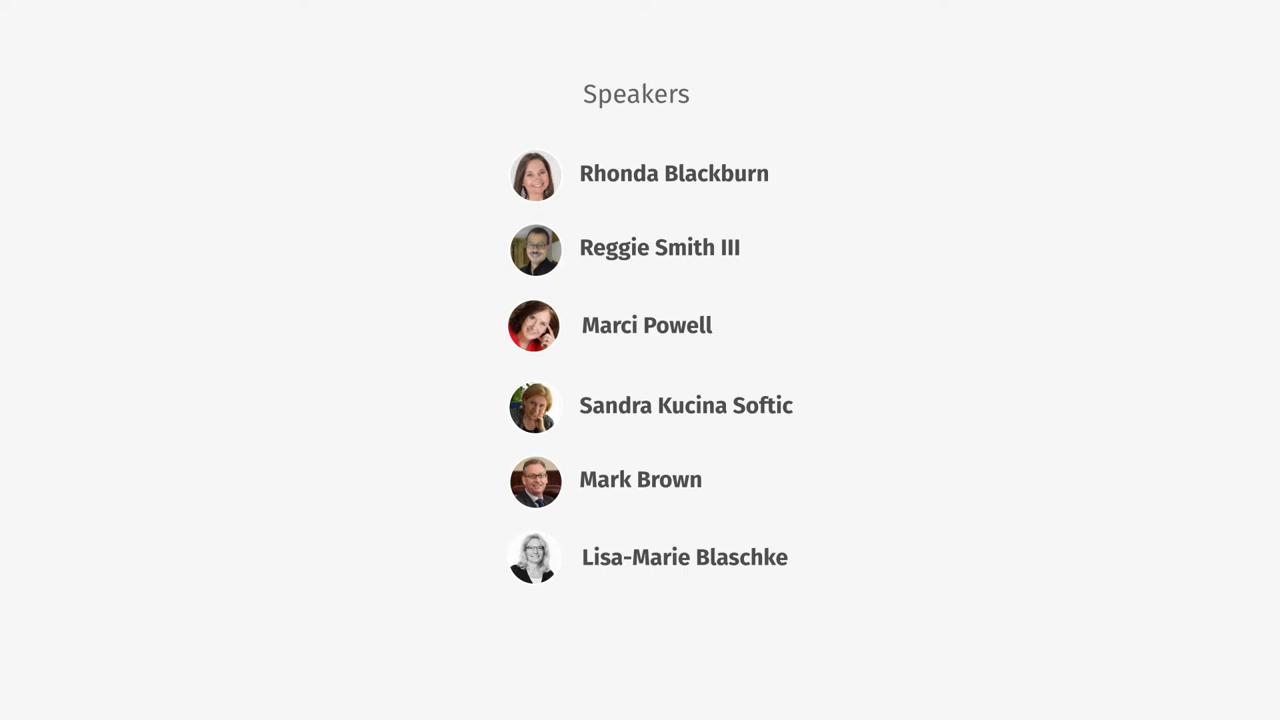 Speakers
Rhonda Blackburn
Reggie Smith III
Marci Powell
Sandra Kucina Softic
Mark Brown
Lisa-Marie Blaschke